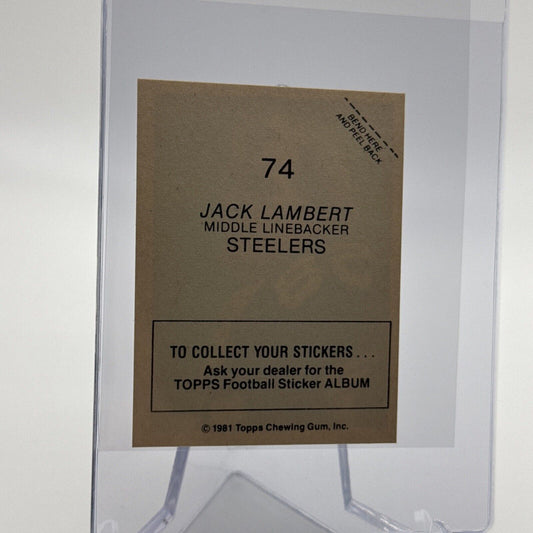 BEND HERE
AND PEEL BACK
74
JACK LAMBERT
MIDDLE LINEBACKER
STEELERS
TO COLLECT YOUR STICKERS...
Ask your dealer for the
TOPPS Football Sticker ALBUM
© 1981 Topps Chewing Gum, Inc.